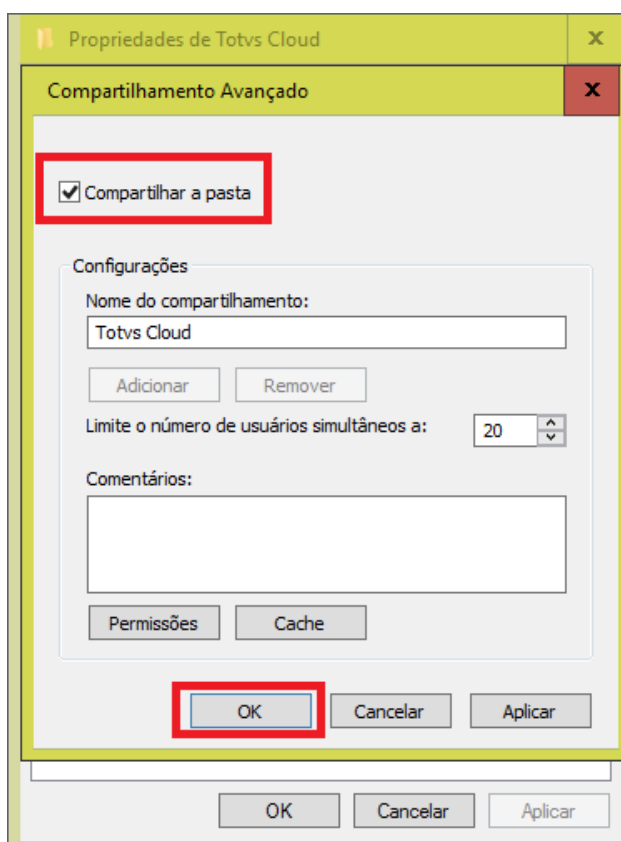 Propriedades de Totvs Cloud
x
Compartilhamento Avançado
x
Compartilhar a pasta
Configurações
Nome do compartilhamento:
Totvs Cloud
Adicionar Remover
Limite o número de usuários simultâneos a: 20
Comentários:
Permissões Cache
OK Cancelar Aplicar
OK Cancelar Aplicar